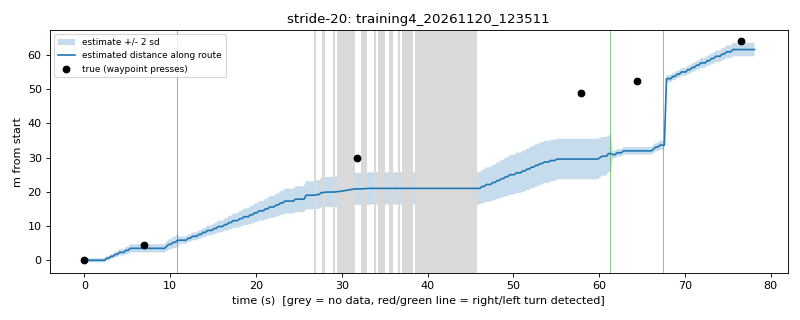 stride-20: training4_20261120_123511
estimate +/- 2 sd
estimated distance along route
true (waypoint presses)
m from start
60
50
40
30
20
10
0
0 10 20 30 40 50 60 70 80
time (s)  [grey = no data, red/green line = right/left turn detected]